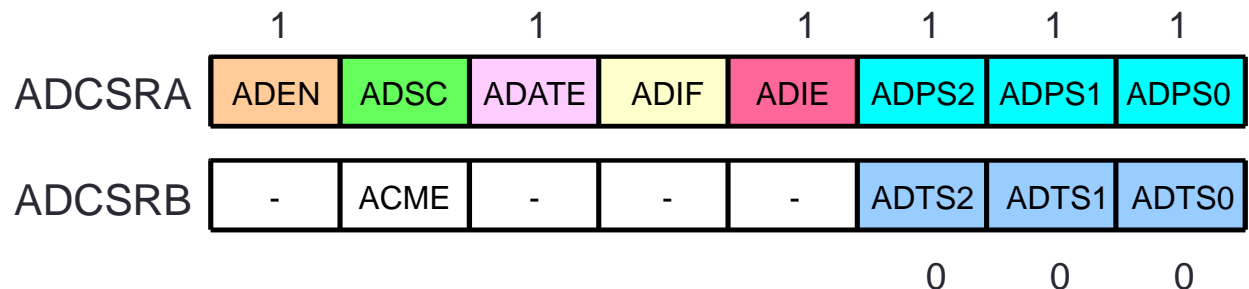 1 1 1 1 1 1
ADCSRA ADEN ADSC ADATE ADIF ADIE ADPS2 ADPS1 ADPS0
ADCSRB - ACME - - - ADTS2 ADTS1 ADTS0
0 0 0